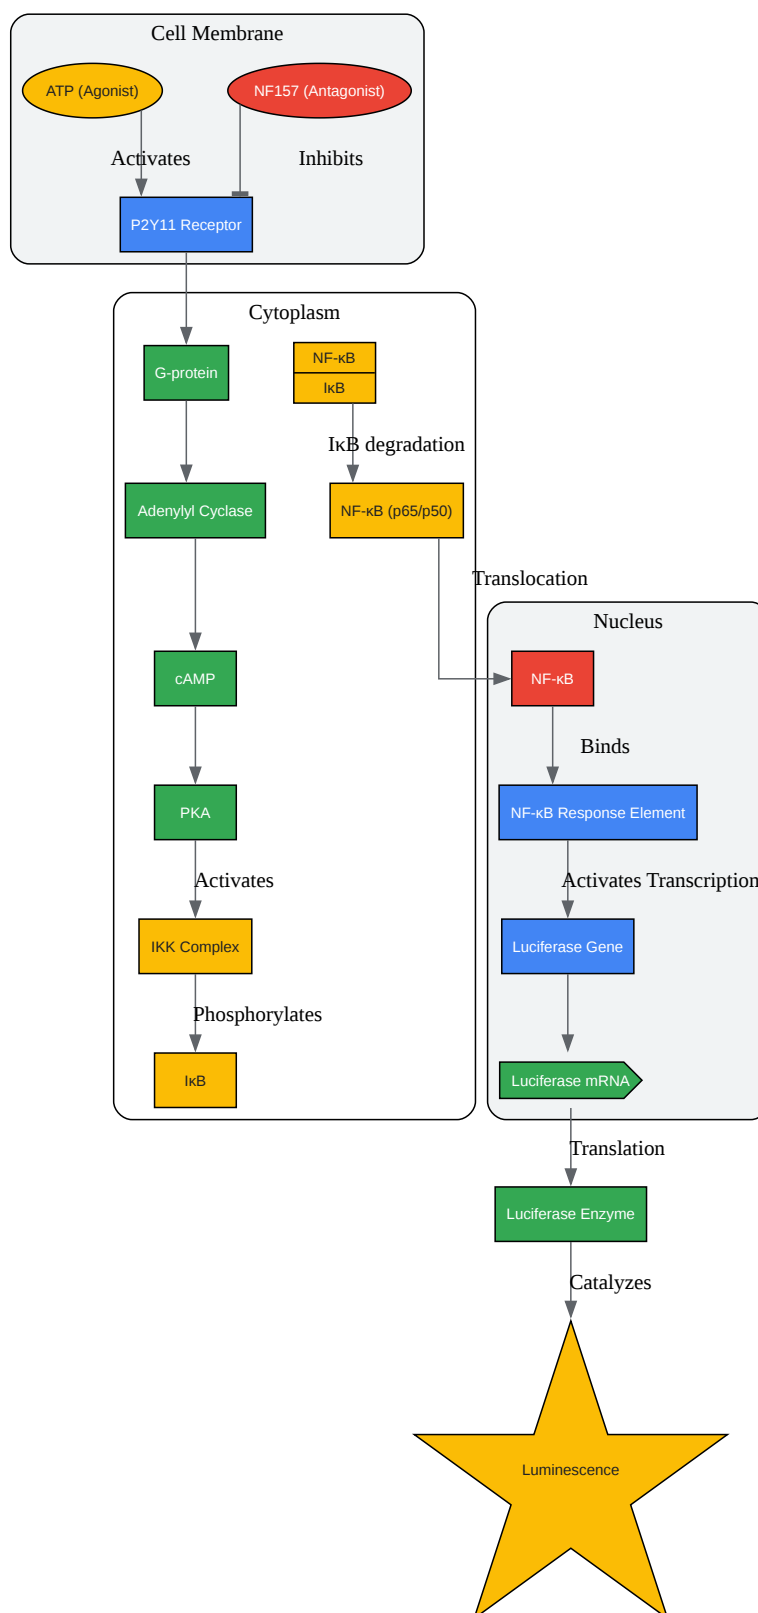 Cell Membrane
ATP (Agonist)
NF157 (Antagonist)
Activates
Inhibits
P2Y11 Receptor
Cytoplasm
G-protein
NF-κB
IκB
IκB degradation
Adenylyl Cyclase
NF-κB (p65/p50)
Translocation
Nucleus
cAMP
NF-κB
Binds
PKA
NF-κB Response Element
Activates
Activates Transcription
IKK Complex
Luciferase Gene
Phosphorylates
IκB
Luciferase mRNA
Translation
Luciferase Enzyme
Catalyzes
Luminescence